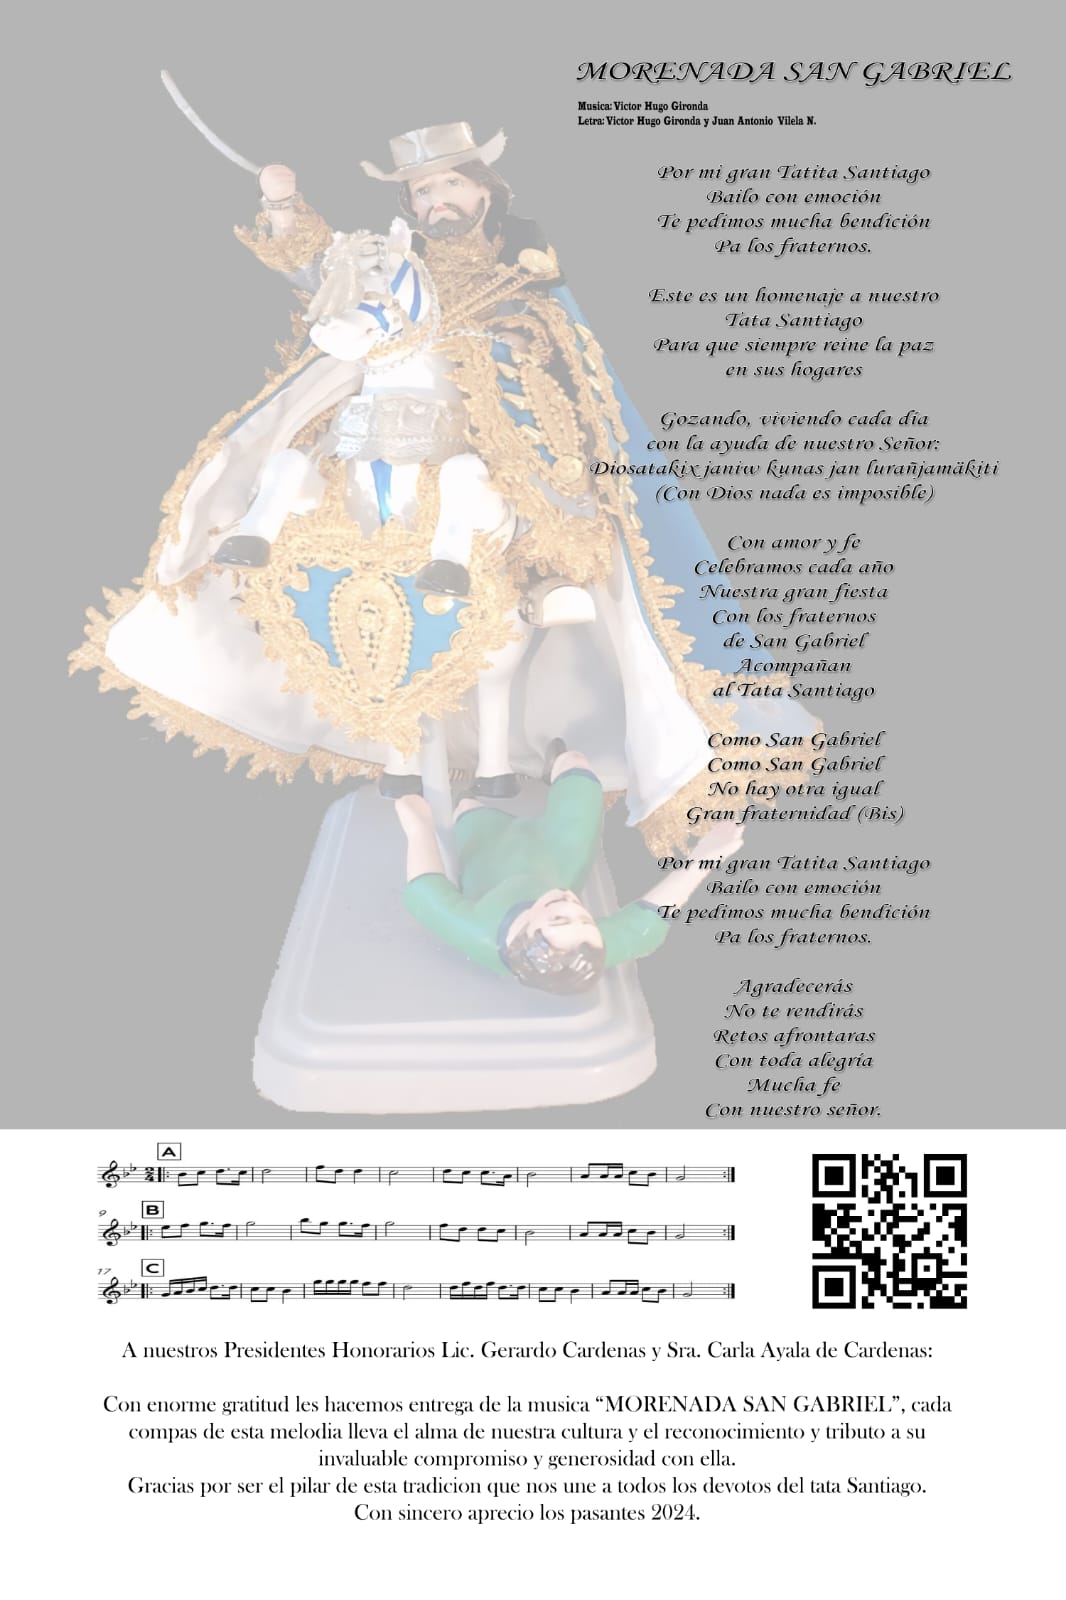 MORENADA SAN GABRIEL
Musica: Victor Hugo Gironda
Letra: Victor Hugo Gironda y Juan Antonio Vilela N.
Por mi gran Tatita Santiago
Bailo con emoción
Te pedimos mucha bendición
Pa los fraternos.
Este es un homenaje a nuestro
Tata Santiago
Para que siempre reine la paz
en sus hogares
Gozando, viviendo cada día
con la ayuda de nuestro Señor:
Diosatakix janiw kunas jan lurañjamäkiti
(Con Dios nada es imposible)
Con amor y fe
Celebramos cada año
Nuestra gran fiesta
Con los fraternos
de San Gabriel
Acompañan
al Tata Santiago
Como San Gabriel
Como San Gabriel
No hay otra igual
Gran fraternidad (Bis)
Por mi gran Tatita Santiago
Bailo con emoción
Te pedimos mucha bendición
Pa los fraternos.
Agradecerás
No te rendirás
Retos afrontaras
Con toda alegría
Mucha fe
Con nuestro señor.
A
2
4
9
B
17
C
A nuestros Presidentes Honorarios Lic. Gerardo Cardenas y Sra. Carla Ayala de Cardenas:
Con enorme gratitud les hacemos entrega de la musica “MORENADA SAN GABRIEL”, cada
compas de esta melodia lleva el alma de nuestra cultura y el reconocimiento y tributo a su
invaluable compromiso y generosidad con ella.
Gracias por ser el pilar de esta tradicion que nos une a todos los devotos del tata Santiago.
Con sincero aprecio los pasantes 2024.